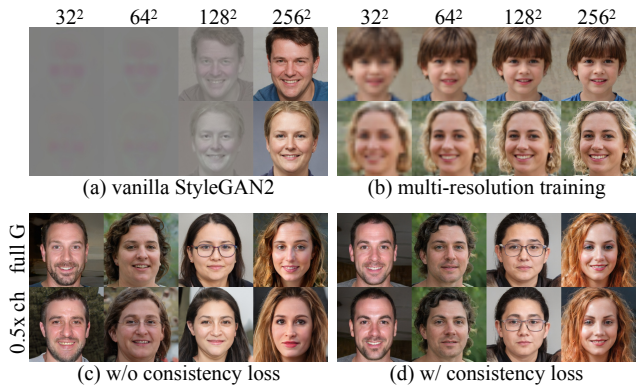 32² 64² 128² 256² 32² 64² 128² 256²
(a) vanilla StyleGAN2 (b) multi-resolution training
full G
0.5x ch
(c) w/o consistency loss (d) w/ consistency loss